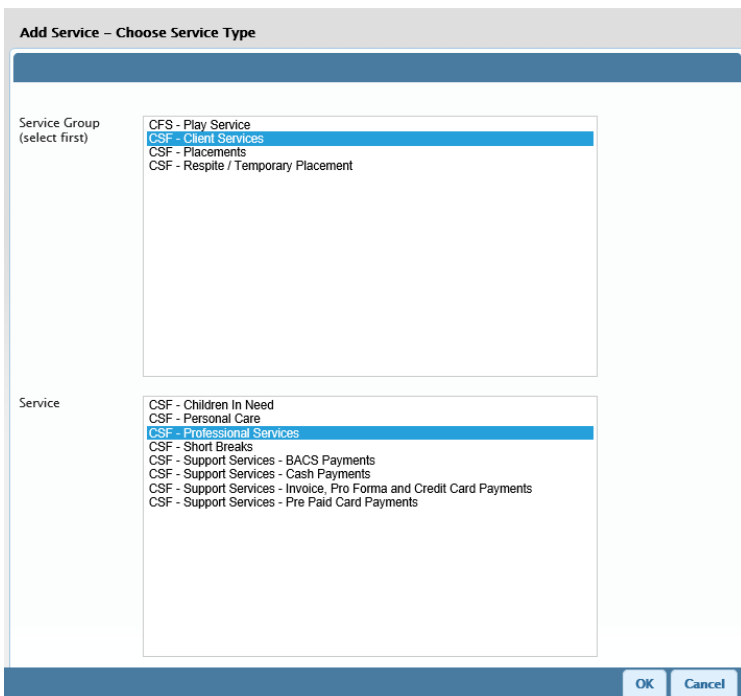 Add Service – Choose Service Type
Service Group
(select first)
CFS - Play Service
CSF - Client Services
CSF - Placements
CSF - Respite / Temporary Placement
Service
CSF - Children In Need
CSF - Personal Care
CSF - Professional Services
CSF - Short Breaks
CSF - Support Services - BACS Payments
CSF - Support Services - Cash Payments
CSF - Support Services - Invoice, Pro Forma and Credit Card Payments
CSF - Support Services - Pre Paid Card Payments
OK Cancel